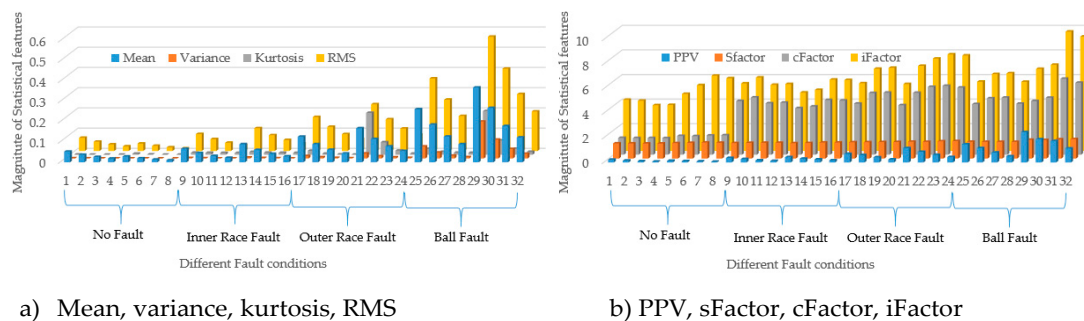 Magnitude of Statistical features
0.6
0.5
0.4
0.3
0.2
0.1
0
Mean Variance Kurtosis RMS
1 2 3 4 5 6 7 8 9 10 11 12 13 14 15 16 17 18 19 20 21 22 23 24 25 26 27 28 29 30 31 32
No Fault Inner Race Fault Outer Race Fault Ball Fault
Different Fault conditions
a) Mean, variance, kurtosis, RMS
Magnitude of Statistical features
10
8
6
4
2
0
PPV Sfactor cFactor iFactor
1 2 3 4 5 6 7 8 9 10 11 12 13 14 15 16 17 18 19 20 21 22 23 24 25 26 27 28 29 30 31 32
No Fault Inner Race Fault Outer Race Fault Ball Fault
Different Fault conditions
b) PPV, sFactor, cFactor, iFactor